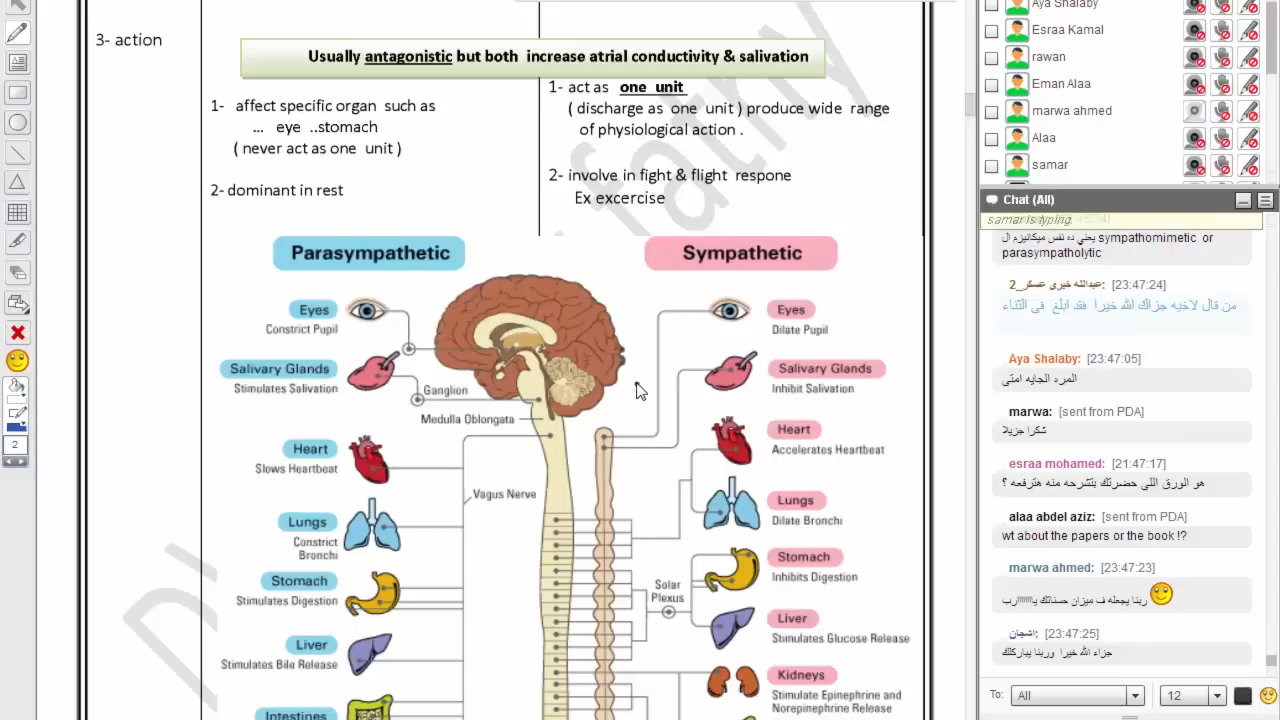 3- action
Usually antagonistic but both increase atrial conductivity & salivation
1- affect specific organ such as
... eye ..stomach
( never act as one unit )
2- dominant in rest
1- act as one unit
( discharge as one unit ) produce wide range
of physiological action .
2- involve in fight & flight respone
Ex excercise
Parasympathetic
Eyes
Constrict Pupil
Salivary Glands
Stimulates Salivation
Ganglion
Medulla Oblongata
Heart
Slows Heartbeat
Vagus Nerve
Lungs
Constrict
Bronchi
Stomach
Stimulates Digestion
Liver
Stimulates Bile Release
Intestines
Sympathetic
Eyes
Dilate Pupil
Salivary Glands
Inhibit Salivation
Heart
Accelerates Heartbeat
Lungs
Dilate Bronchi
Solar
Plexus
Stomach
Inhibits Digestion
Liver
Stimulates Glucose Release
Kidneys
Stimulate Epinephrine and
Norepinephrine Release
2
Aya Shalaby
Esraa Kamal
rawan
Eman Alaa
marwa ahmed
Alaa
samar
Chat (All)
samar is typing.
يعني ده نفس ميكانيزم ال sympathomimetic or
parasympholytic
عبدالله خيرى عسكر_2: [23:47:24]
من قال لاخيه جزاك الله خيرا فقد ابلغ فى الثناء
Aya Shalaby: [23:47:05]
المره الجايه امتى
marwa: [sent from PDA]
شكرا جزيلا
esraa mohamed: [21:47:17]
هو الورق اللى حضرتك بتشرحه منه هترفعه ؟
alaa abdel aziz: [sent from PDA]
wt about the papers or the book !?
marwa ahmed: [23:47:23]
ربنا يجعله ف ميزان حسناتك
اشجان: [23:47:25]
جزاء الله خيرا وربنا يباركلك
To: All 12